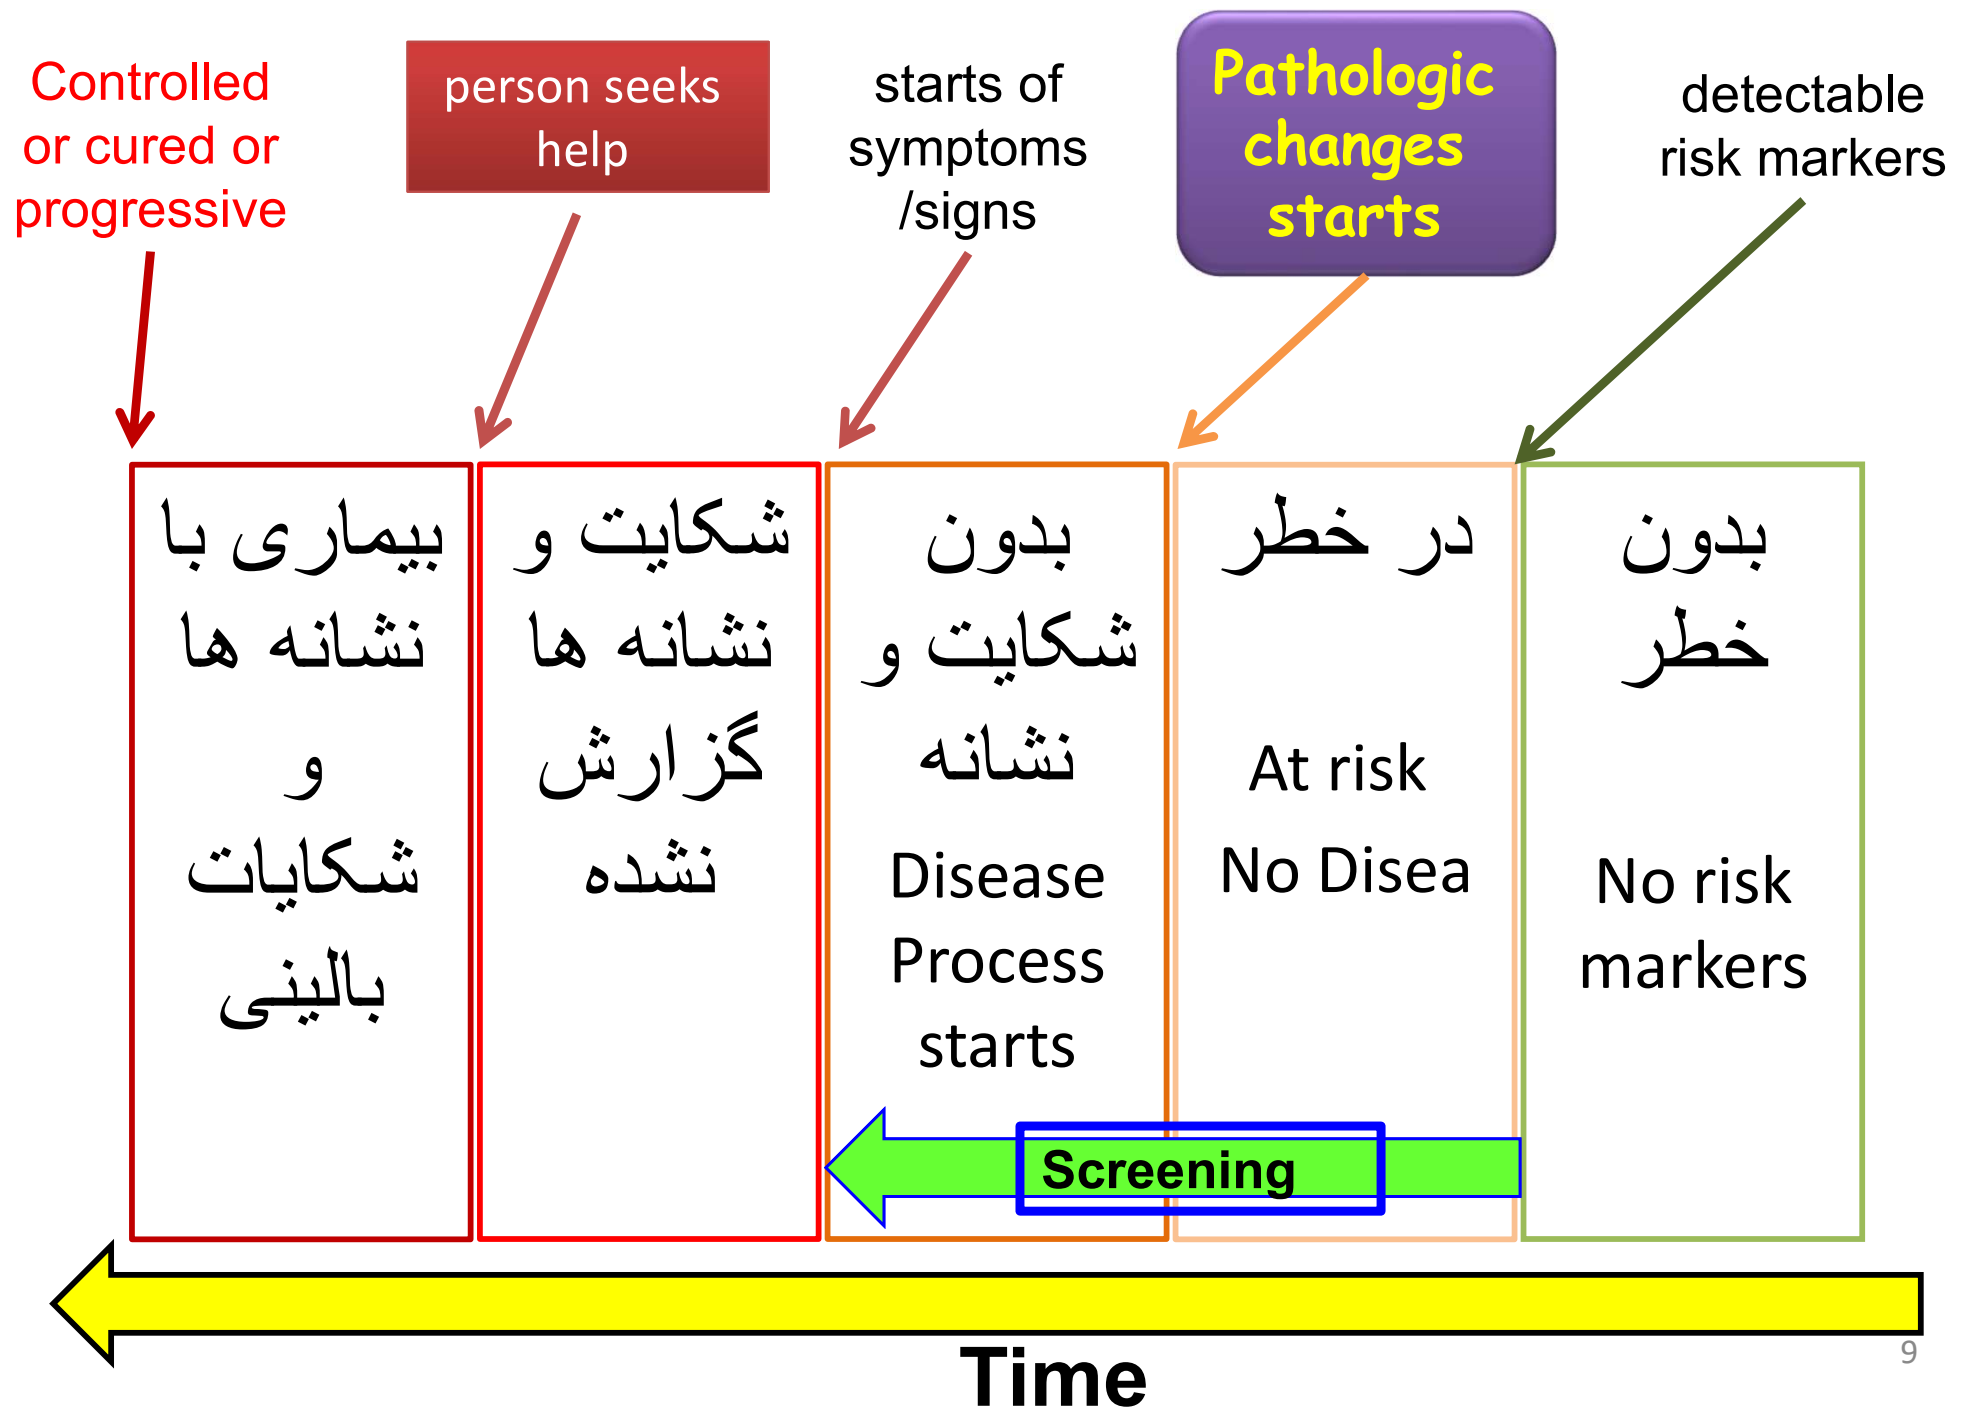 Controlled
or cured or
progressive
person seeks
help
starts of
symptoms
/signs
Pathologic
changes
starts
detectable
risk markers
بدون
خطر
No risk
markers
در خطر
At risk
No Disea
بدون
شکایت و
نشانه
Disease
Process
starts
شکایت و
نشانه ها
گزارش
نشده
بیماری با
نشانه ها
و
شکایات
بالینی
Screening
Time
9